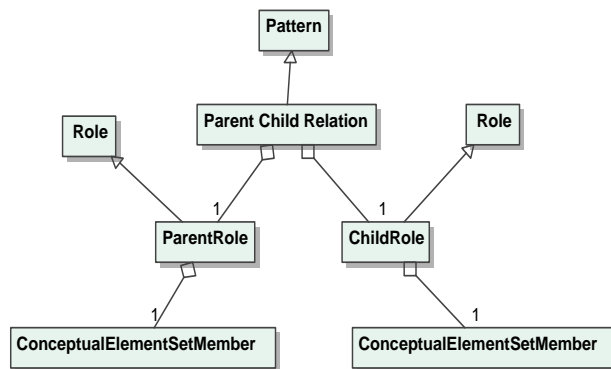 Pattern
Parent Child Relation
Role
Role
1
1
ParentRole
ChildRole
1
1
ConceptualElementSetMember
ConceptualElementSetMember